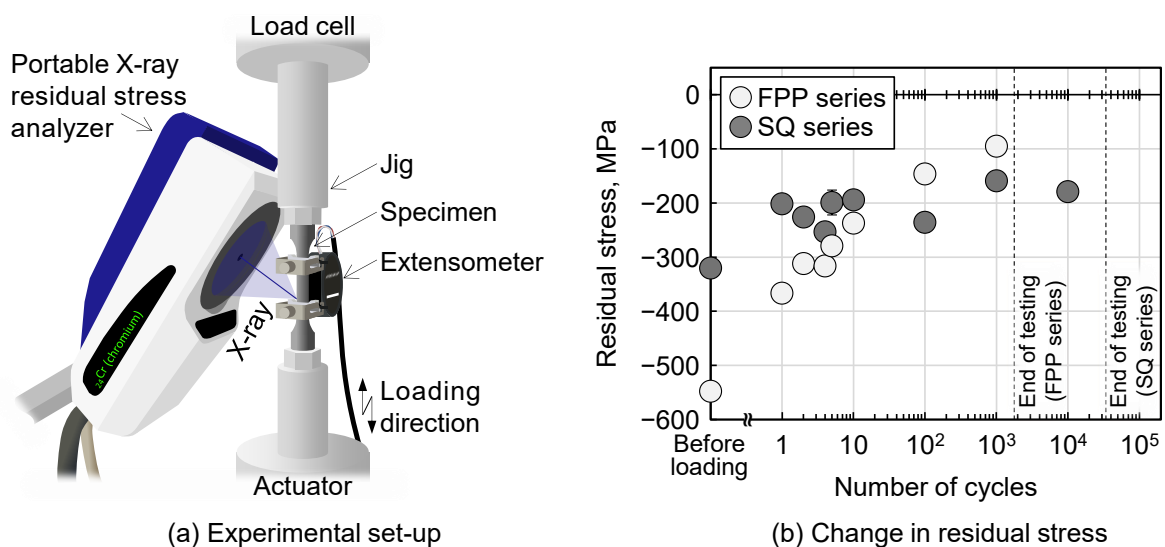 Load cell
Portable X-ray
residual stress
analyzer
Jig
Specimen
Extensometer
X-ray
₂₄Cr (chromium)
Loading
direction
Actuator
(a) Experimental set-up
FPP series
SQ series
Residual stress, MPa
0
−100
−200
−300
−400
−500
−600
End of testing
(FPP series)
End of testing
(SQ series)
Before
loading
1
10
10²
10³
10⁴
10⁵
Number of cycles
(b) Change in residual stress